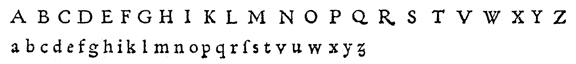 A B C D E F G H I K L M N O P Q R S T V W X Y Z
a b c d e f g h i k l m n o p q r ſ s t v u w x y z